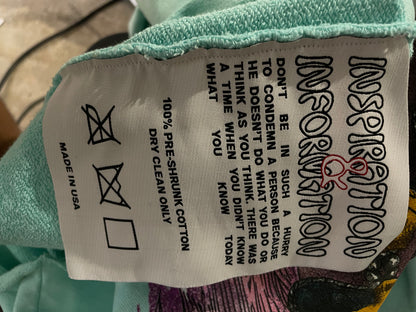 INSPIRATION
INFORMATION
DON'T BE IN SUCH A HURRY
TO CONDEMN A PERSON BECAUSE
HE DOESN'T DO WHAT YOU DO OR
THINK AS YOU THINK. THERE WAS
A TIME WHEN YOU DIDN'T KNOW
WHAT YOU KNOW TODAY
100% PRE-SHRUNK COTTON
DRY CLEAN ONLY
MADE IN USA